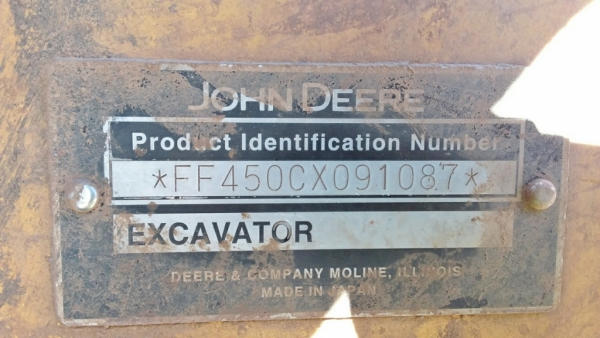 JOHN DEERE
Product Identification Number
*FF450CX091087*
EXCAVATOR
DEERE & COMPANY MOLINE, ILLINOIS
MADE IN JAPAN